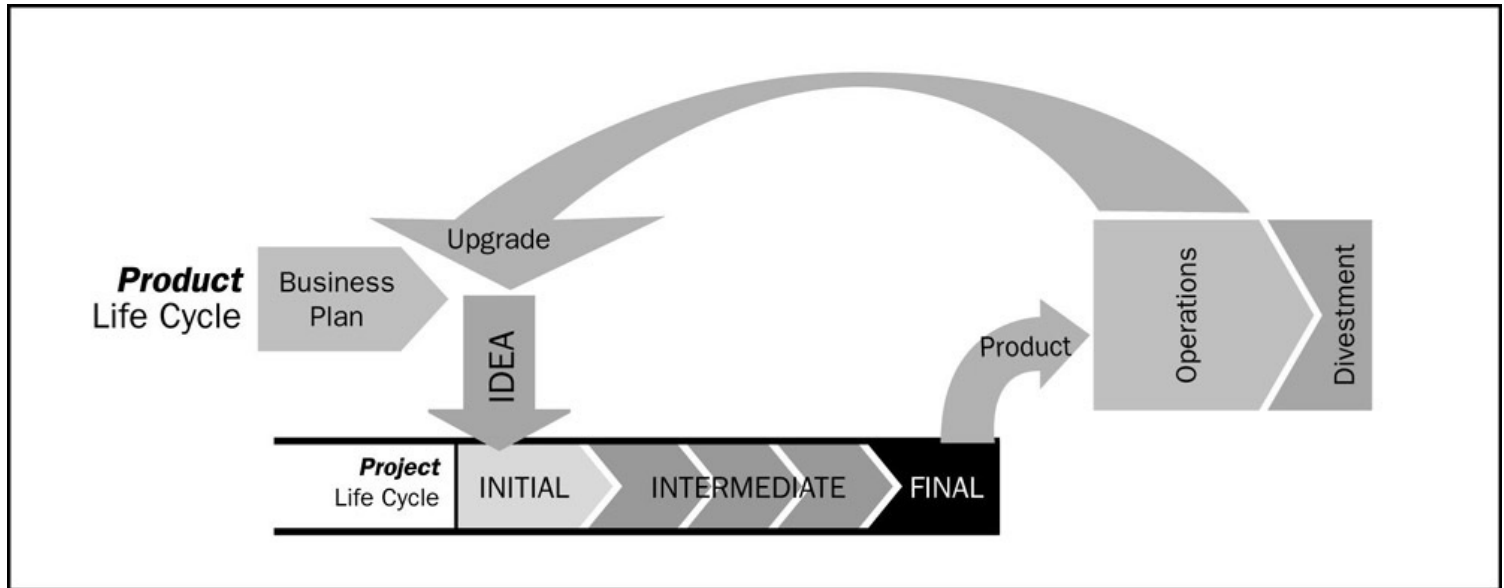 Upgrade
Product
Life Cycle
Business
Plan
IDEA
Product
Operations
Divestment
Project
Life Cycle
INITIAL
INTERMEDIATE
FINAL